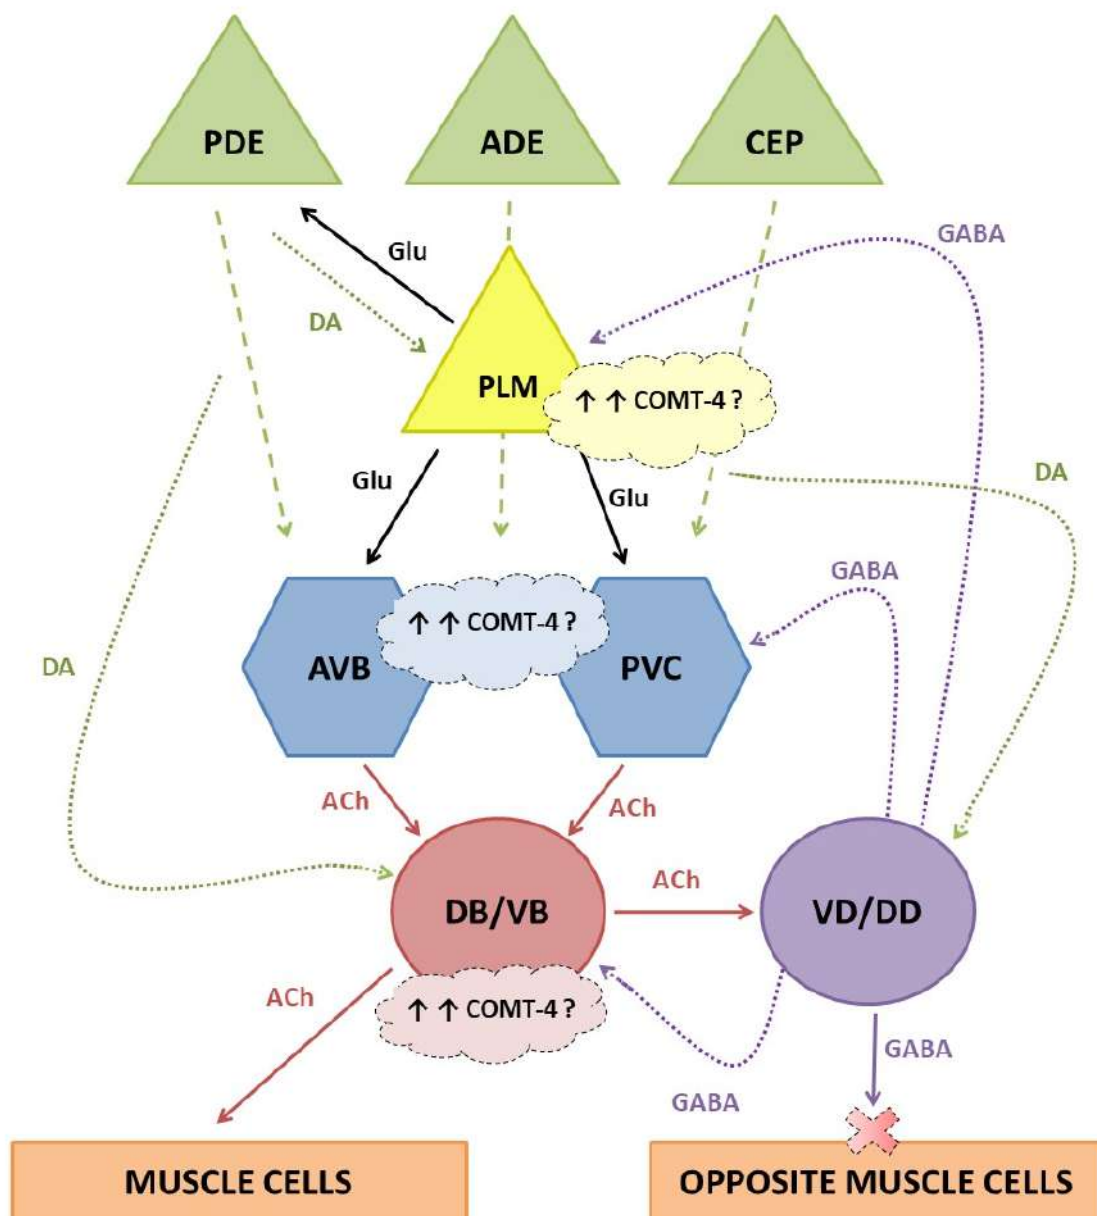 PDE
ADE
CEP
Glu
GABA
DA
PLM
↑ ↑ COMT-4 ?
Glu
Glu
DA
GABA
↑ ↑ COMT-4 ?
DA
AVB
PVC
ACh
ACh
ACh
DB/VB
VD/DD
ACh
↑ ↑ COMT-4 ?
GABA
GABA
MUSCLE CELLS
OPPOSITE MUSCLE CELLS